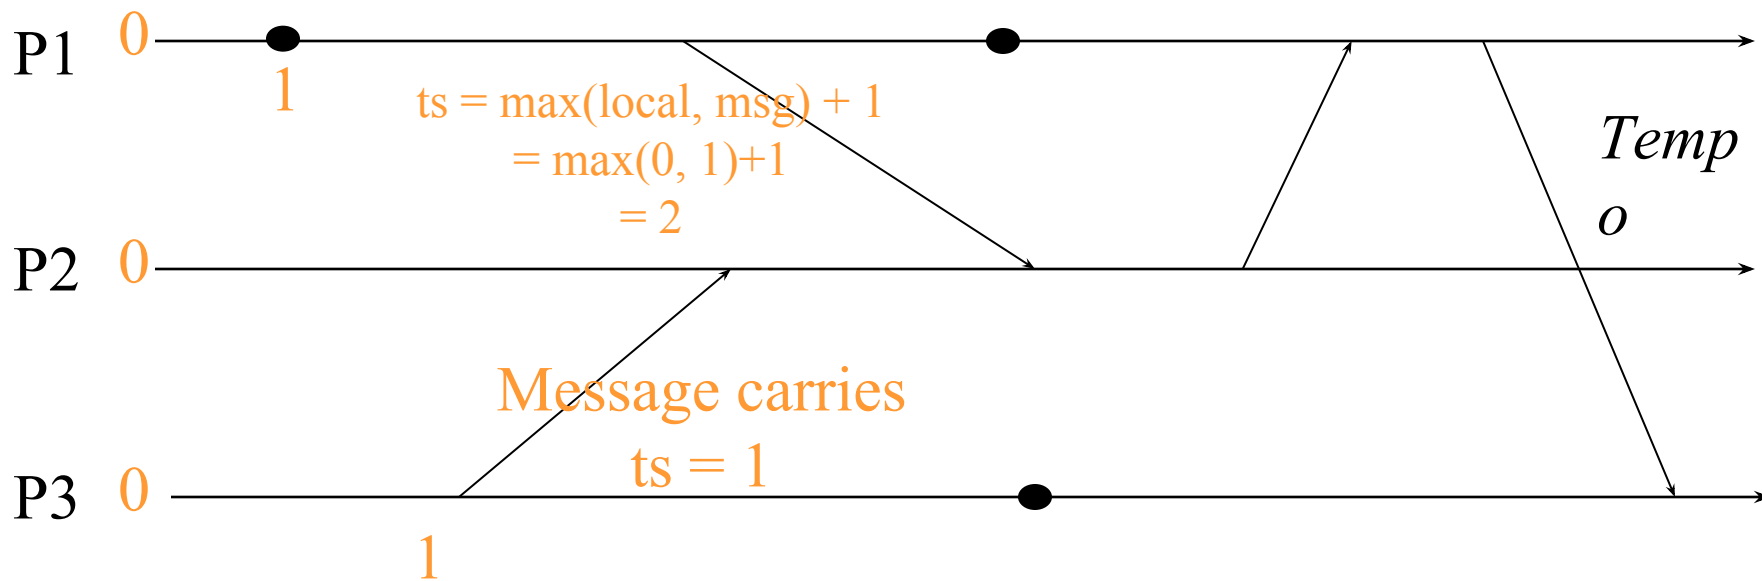 P1 0
1
ts = max(local, msg) + 1
= max(0, 1)+1
= 2
Temp
o
P2 0
Message carries
ts = 1
P3 0
1